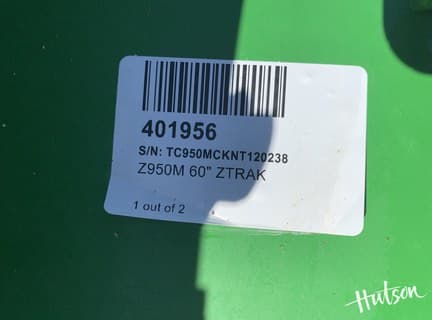 401956
S/N: TC950MCKNT120238
Z950M 60" ZTRAK
1 out of 2
Hutson